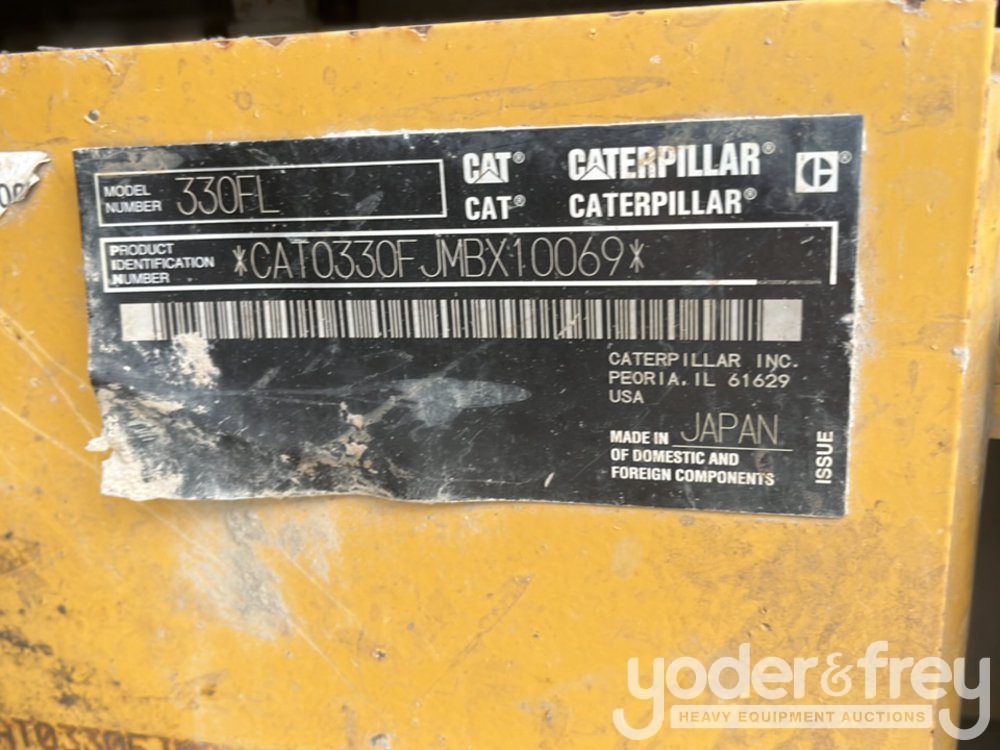 MODEL NUMBER 330FL
CAT® CATERPILLAR®
CAT® CATERPILLAR®
PRODUCT IDENTIFICATION NUMBER *CAT0330FJMBX10069*
CATERPILLAR INC.
PEORIA, IL 61629
USA
MADE IN JAPAN
OF DOMESTIC AND
FOREIGN COMPONENTS
ISSUE
yoder&frey
HEAVY EQUIPMENT AUCTIONS